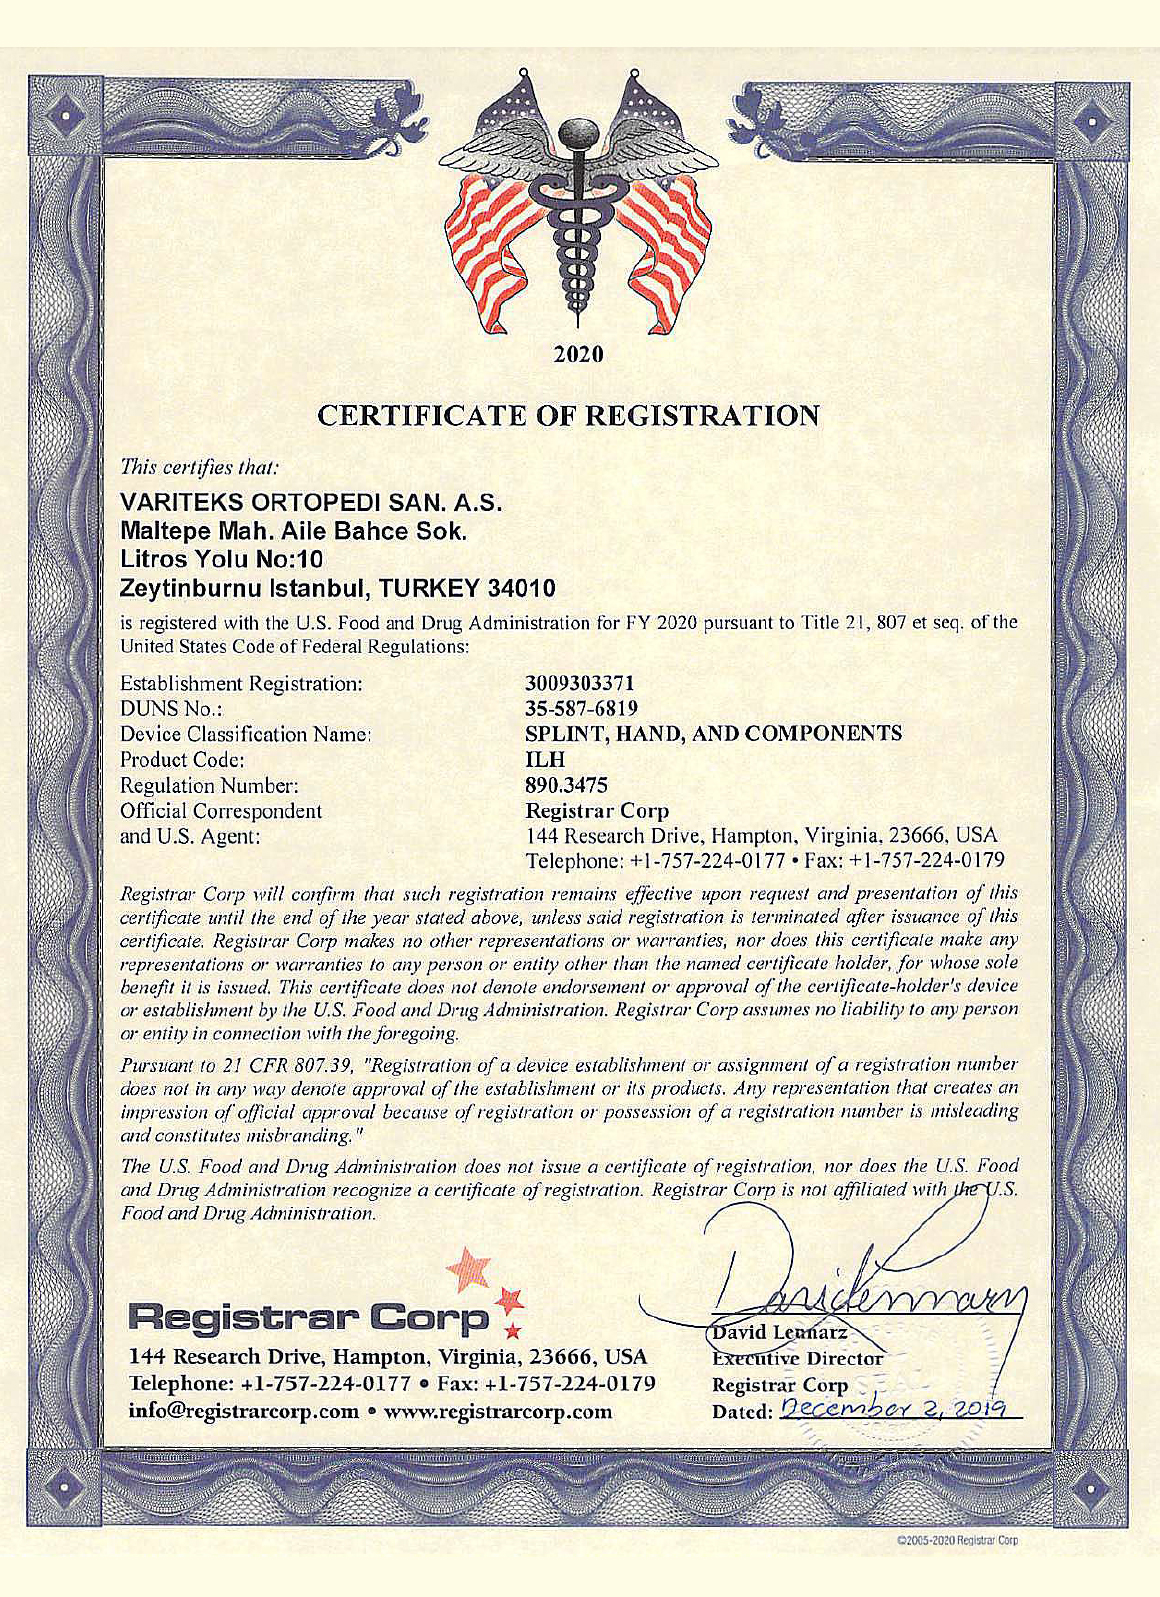 2020
CERTIFICATE OF REGISTRATION
This certifies that:
VARITEKS ORTOPEDI SAN. A.S.
Maltepe Mah. Aile Bahce Sok.
Litros Yolu No:10
Zeytinburnu Istanbul, TURKEY 34010
is registered with the U.S. Food and Drug Administration for FY 2020 pursuant to Title 21, 807 et seq. of the
United States Code of Federal Regulations:
Establishment Registration: 3009303371
DUNS No.: 35-587-6819
Device Classification Name: SPLINT, HAND, AND COMPONENTS
Product Code: ILH
Regulation Number: 890.3475
Official Correspondent Registrar Corp
and U.S. Agent: 144 Research Drive, Hampton, Virginia, 23666, USA
Telephone: +1-757-224-0177 • Fax: +1-757-224-0179
Registrar Corp will confirm that such registration remains effective upon request and presentation of this
certificate until the end of the year stated above, unless said registration is terminated after issuance of this
certificate. Registrar Corp makes no other representations or warranties, nor does this certificate make any
representations or warranties to any person or entity other than the named certificate holder, for whose sole
benefit it is issued. This certificate does not denote endorsement or approval of the certificate-holder's device
or establishment by the U.S. Food and Drug Administration. Registrar Corp assumes no liability to any person
or entity in connection with the foregoing.
Pursuant to 21 CFR 807.39, "Registration of a device establishment or assignment of a registration number
does not in any way denote approval of the establishment or its products. Any representation that creates an
impression of official approval because of registration or possession of a registration number is misleading
and constitutes misbranding."
The U.S. Food and Drug Administration does not issue a certificate of registration, nor does the U.S. Food
and Drug Administration recognize a certificate of registration. Registrar Corp is not affiliated with the U.S.
Food and Drug Administration.
Registrar Corp
144 Research Drive, Hampton, Virginia, 23666, USA
Telephone: +1-757-224-0177 • Fax: +1-757-224-0179
info@registrarcorp.com • www.registrarcorp.com
David Lennarz
Executive Director
Registrar Corp
SEAL
Dated: December 2, 2019
©2005-2020 Registrar Corp